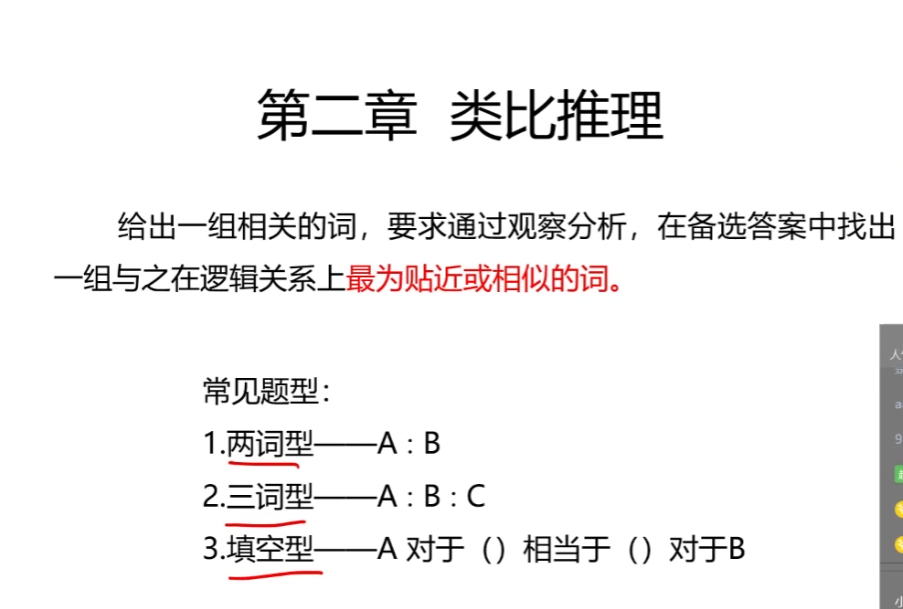 第二章 类比推理
给出一组相关的词，要求通过观察分析，在备选答案中找出
一组与之在逻辑关系上最为贴近或相似的词。
常见题型：
1.两词型——A : B
2.三词型——A : B : C
3.填空型——A 对于（）相当于（）对于B